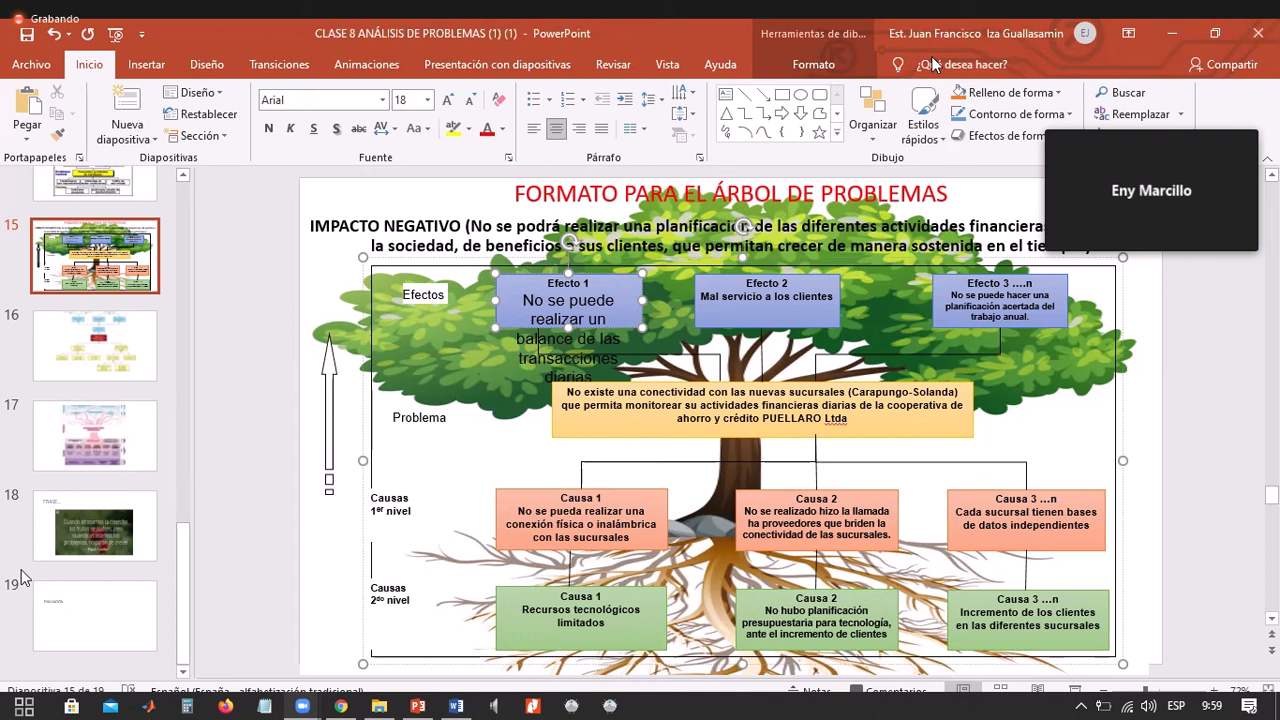 Grabando
CLASE 8 ANÁLISIS DE PROBLEMAS (1) (1) - PowerPoint
Herramientas de dib...
Est. Juan Francisco Iza Guallasamin
EJ
Archivo Inicio Insertar Diseño Transiciones Animaciones Presentación con diapositivas Revisar Vista Ayuda Formato ¿Qué desea hacer? Compartir
Pegar
Nueva diapositiva
Diseño
Restablecer
Sección
Arial 18
Organizar
Estilos rápidos
Relleno de forma
Contorno de forma
Efectos de form
Buscar
Reemplazar
Portapapeles Diapositivas Fuente Párrafo Dibujo
Eny Marcillo
15
16
17
18
19
FORMATO PARA EL ÁRBOL DE PROBLEMAS
IMPACTO NEGATIVO (No se podrá realizar una planificación de las diferentes actividades financieras
la sociedad, de beneficios a sus clientes, que permitan crecer de manera sostenida en el tiempo)
Efectos
Efecto 1
No se puede
realizar un
balance de las
transacciones
diarias
Efecto 2
Mal servicio a los clientes
Efecto 3 ....n
No se puede hacer una
planificación acertada del
trabajo anual.
Problema
No existe una conectividad con las nuevas sucursales (Carapungo-Solanda)
que permita monitorear su actividades financieras diarias de la cooperativa de
ahorro y crédito PUELLARO Ltda
Causas
1er nivel
Causa 1
No se pueda realizar una
conexión física o inalámbrica
con las sucursales
Causa 2
No se realizado hizo la llamada
ha proveedores que briden la
conectividad de las sucursales.
Causa 3 ...n
Cada sucursal tienen bases
de datos independientes
Causas
2do nivel
Causa 1
Recursos tecnológicos
limitados
Causa 2
No hubo planificación
presupuestaria para tecnología,
ante el incremento de clientes
Causa 3 ...n
Incremento de los clientes
en las diferentes sucursales
Diapositiva 15 de 19 Español (España, alfabetización tradicional) Notas Comentarios 72%
ESP 9:59